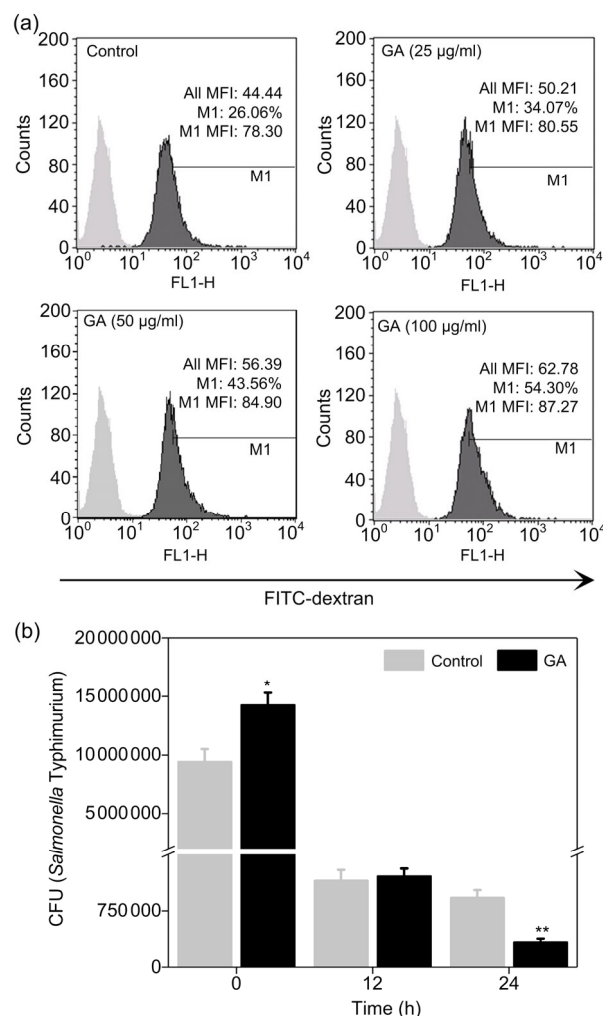 (a)
Control
All MFI: 44.44
M1: 26.06%
M1 MFI: 78.30
M1
Counts
200
160
120
80
40
0
10^0 10^1 10^2 10^3 10^4
FL1-H
GA (25 μg/ml)
All MFI: 50.21
M1: 34.07%
M1 MFI: 80.55
M1
Counts
200
160
120
80
40
0
10^0 10^1 10^2 10^3 10^4
FL1-H
GA (50 μg/ml)
All MFI: 56.39
M1: 43.56%
M1 MFI: 84.90
M1
Counts
200
160
120
80
40
0
10^0 10^1 10^2 10^3 10^4
FL1-H
GA (100 μg/ml)
All MFI: 62.78
M1: 54.30%
M1 MFI: 87.27
M1
Counts
200
160
120
80
40
0
10^0 10^1 10^2 10^3 10^4
FL1-H
FITC-dextran
(b)
CFU (Salmonella Typhimurium)
20000000
15000000
10000000
5000000
750000
0
Control GA
*
**
0 12 24
Time (h)